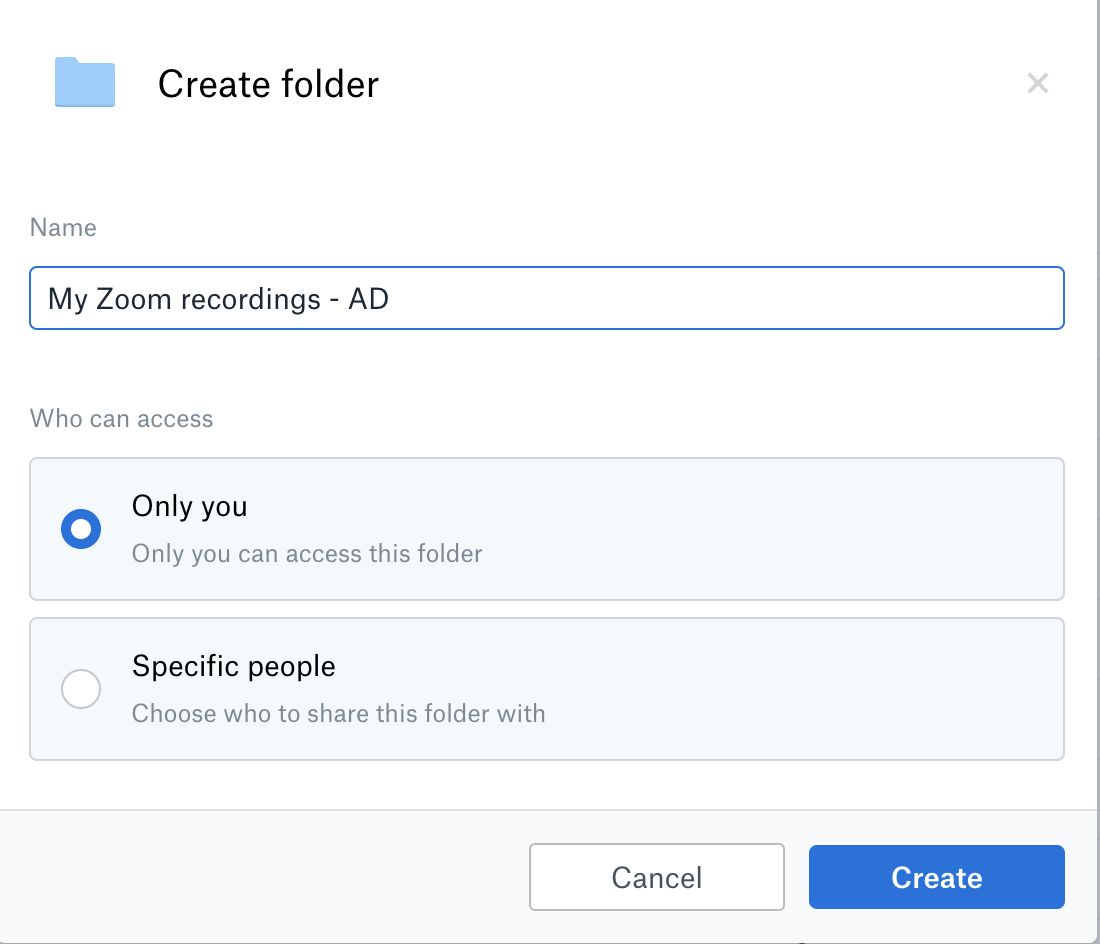 Create folder
Name
My Zoom recordings - AD
Who can access
Only you
Only you can access this folder
Specific people
Choose who to share this folder with
Cancel
Create